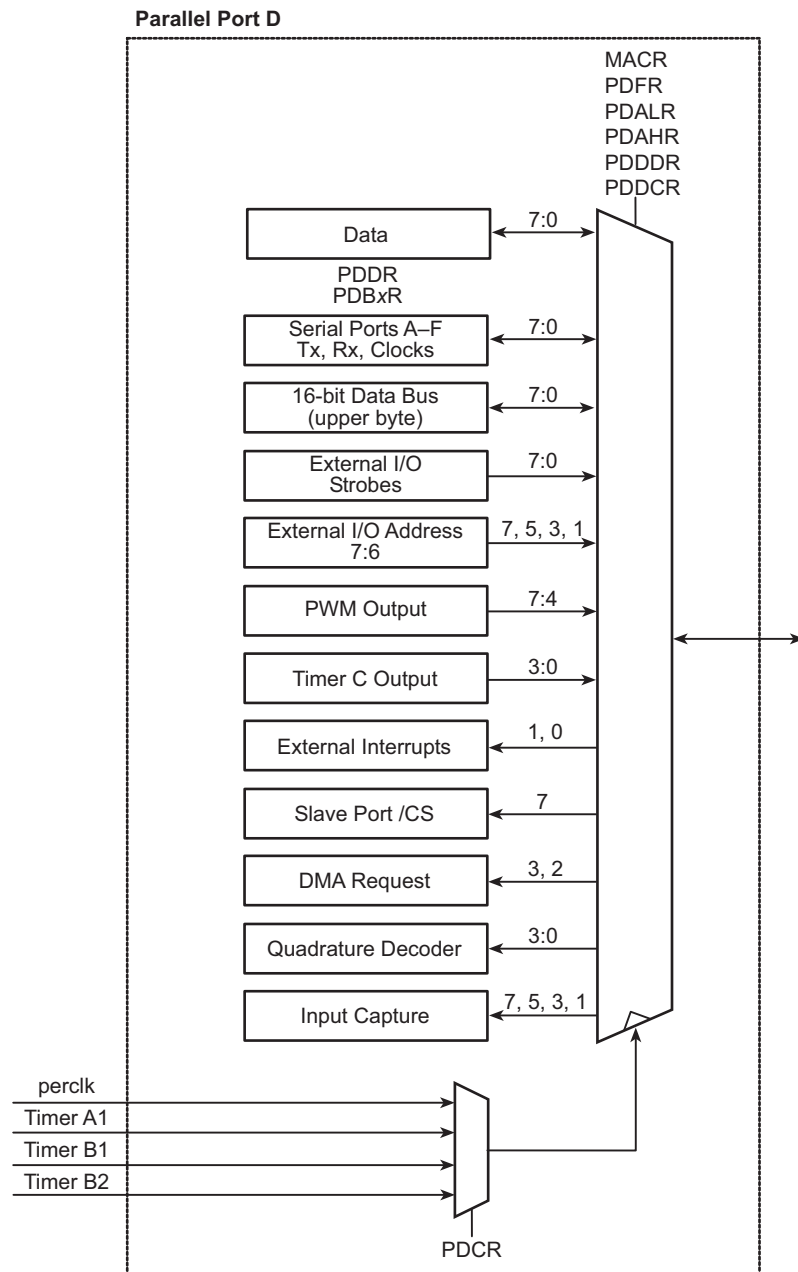 Parallel Port D
MACR
PDFR
PDALR
PDAHR
PDDDR
PDDCR
Data
7:0
PDDR
PDBxR
Serial Ports A–F
Tx, Rx, Clocks
7:0
16-bit Data Bus
(upper byte)
7:0
External I/O
Strobes
7:0
External I/O Address
7:6
7, 5, 3, 1
PWM Output
7:4
Timer C Output
3:0
External Interrupts
1, 0
Slave Port /CS
7
DMA Request
3, 2
Quadrature Decoder
3:0
Input Capture
7, 5, 3, 1
perclk
Timer A1
Timer B1
Timer B2
PDCR